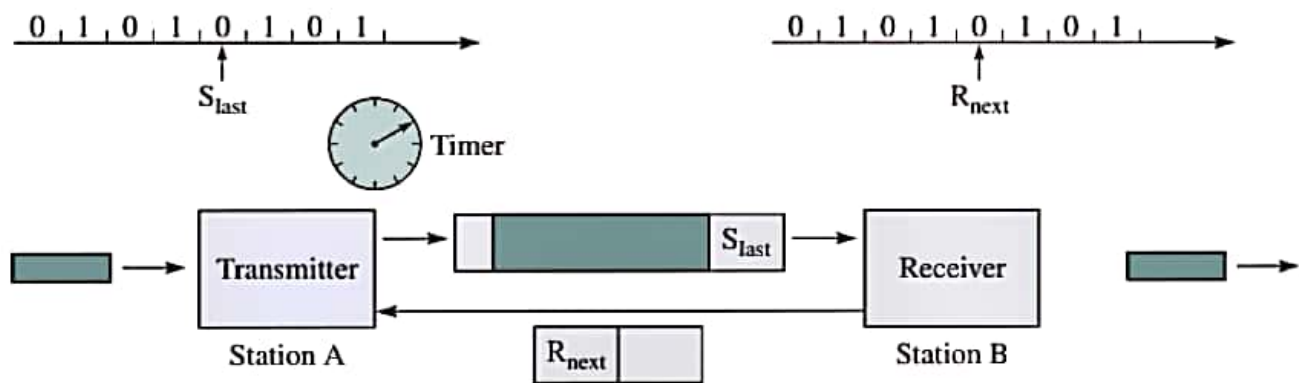 0 1 0 1 0 1 0 1
0 1 0 1 0 1 0 1
S_last
R_next
Timer
Transmitter
S_last
Receiver
Station A
R_next
Station B